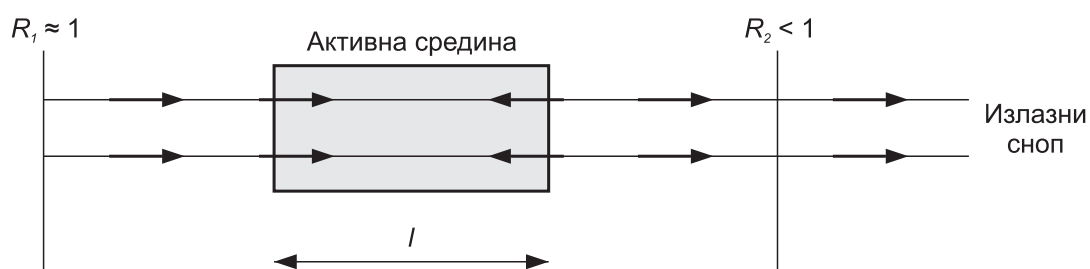 R₁ ≈ 1
Активна средина
R₂ < 1
Излазни
сноп
l